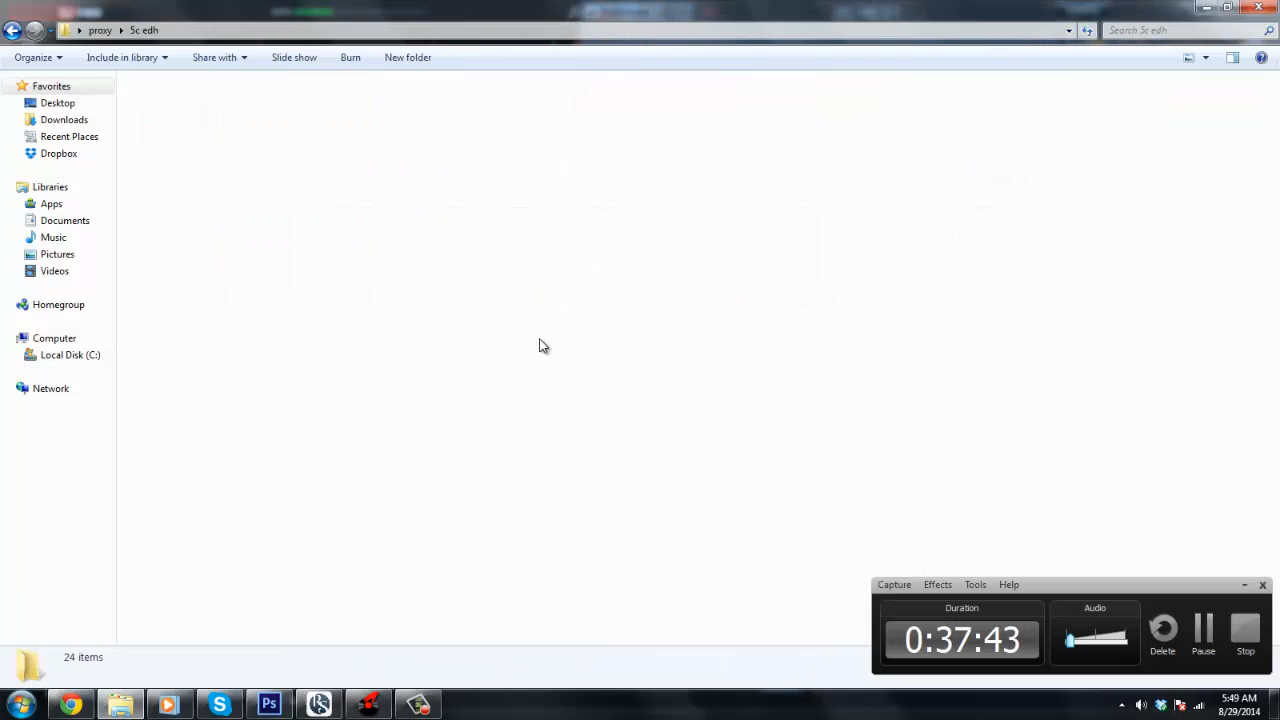 proxy 5c edh
Search 5c edh
Organize Include in library Share with Slide show Burn New folder
Favorites
Desktop
Downloads
Recent Places
Dropbox
Libraries
Apps
Documents
Music
Pictures
Videos
Homegroup
Computer
Local Disk (C:)
Network
Capture Effects Tools Help
Duration
Audio
0:37:43
Delete Pause Stop
24 items
Ps
S
5:49 AM
8/29/2014